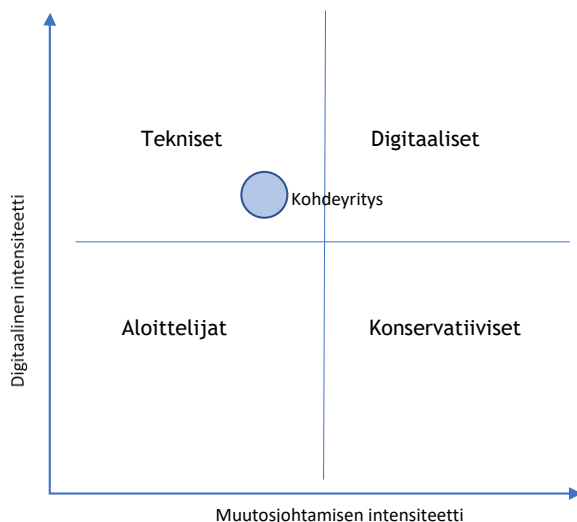 Tekniset
Digitaaliset
Kohdeyritys
Digitaalinen intensiteetti
Aloittelijat
Konservatiiviset
Muutosjohtamisen intensiteetti